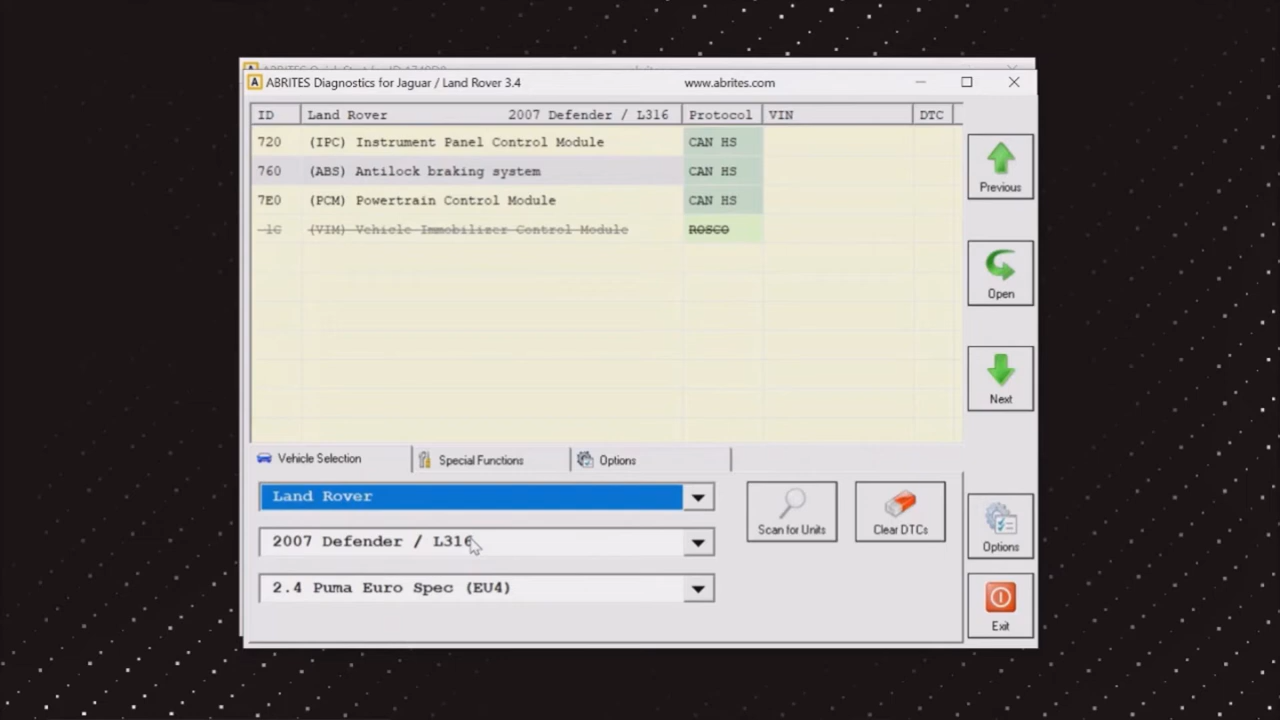 ABRITES Diagnostics for Jaguar / Land Rover 3.4 www.abrites.com
ID Land Rover 2007 Defender / L316 Protocol VIN DTC
720 (IPC) Instrument Panel Control Module CAN HS
760 (ABS) Antilock braking system CAN HS
7E0 (PCM) Powertrain Control Module CAN HS
1C (VIM) Vehicle Immobilizer Control Module ROSCO
Previous
Open
Next
Vehicle Selection Special Functions Options
Land Rover
2007 Defender / L316
2.4 Puma Euro Spec (EU4)
Scan for Units
Clear DTCs
Options
Exit